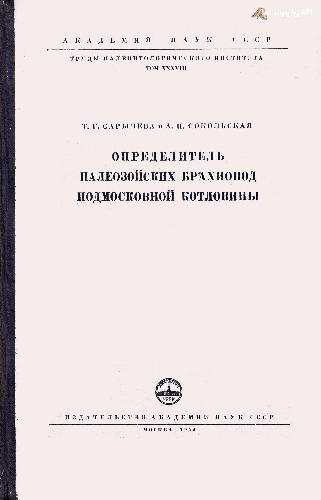 АКАДЕМИЯ НАУК СССР
ТРУДЫ ПАЛЕОНТОЛОГИЧЕСКОГО ИНСТИТУТА
ТОМ XXXVIII
Т. Г. САРЫЧЕВА и А. Н. СОКОЛЬСКАЯ
ОПРЕДЕЛИТЕЛЬ
ПАЛЕОЗОЙСКИХ БРАХИОПОД
ПОДМОСКОВНОЙ КОТЛОВИНЫ
ИЗДАТЕЛЬСТВО АКАДЕМИИ НАУК СССР
МОСКВА